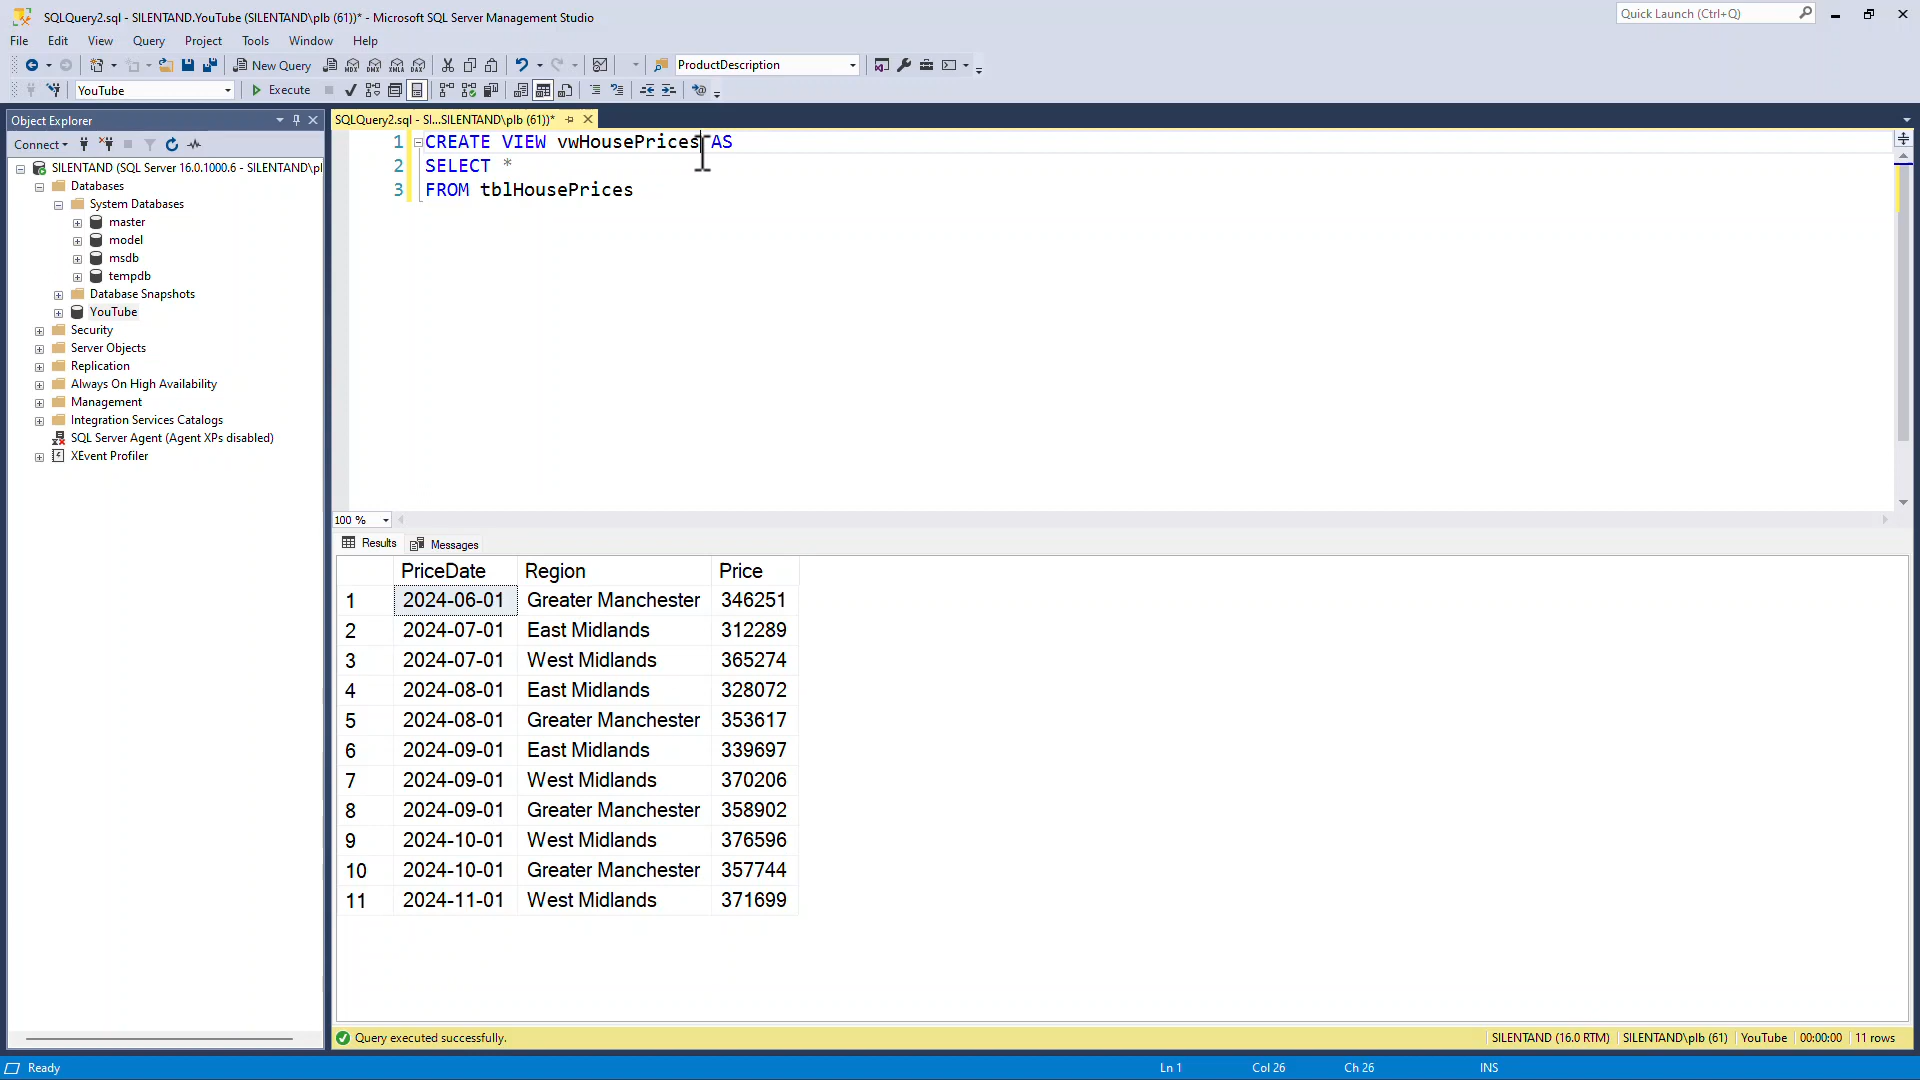 SQLQuery2.sql - SILENTAND.YouTube (SILENTAND\plb (61))* - Microsoft SQL Server Management Studio
Quick Launch (Ctrl+Q)
File Edit View Query Project Tools Window Help
New Query
MDX DMX XMLA DAX
ProductDescription
YouTube
Execute
Object Explorer
SQLQuery2.sql - SI...SILENTAND\plb (61))*
Connect
SILENTAND (SQL Server 16.0.1000.6 - SILENTAND\pl
Databases
System Databases
master
model
msdb
tempdb
Database Snapshots
YouTube
Security
Server Objects
Replication
Always On High Availability
Management
Integration Services Catalogs
SQL Server Agent (Agent XPs disabled)
XEvent Profiler
1 CREATE VIEW vwHousePrices AS
2 SELECT *
3 FROM tblHousePrices
100 %
Results Messages
PriceDate Region Price
1 2024-06-01 Greater Manchester 346251
2 2024-07-01 East Midlands 312289
3 2024-07-01 West Midlands 365274
4 2024-08-01 East Midlands 328072
5 2024-08-01 Greater Manchester 353617
6 2024-09-01 East Midlands 339697
7 2024-09-01 West Midlands 370206
8 2024-09-01 Greater Manchester 358902
9 2024-10-01 West Midlands 376596
10 2024-10-01 Greater Manchester 357744
11 2024-11-01 West Midlands 371699
Query executed successfully.
SILENTAND (16.0 RTM) SILENTAND\plb (61) YouTube 00:00:00 11 rows
Ready
Ln 1 Col 26 Ch 26 INS